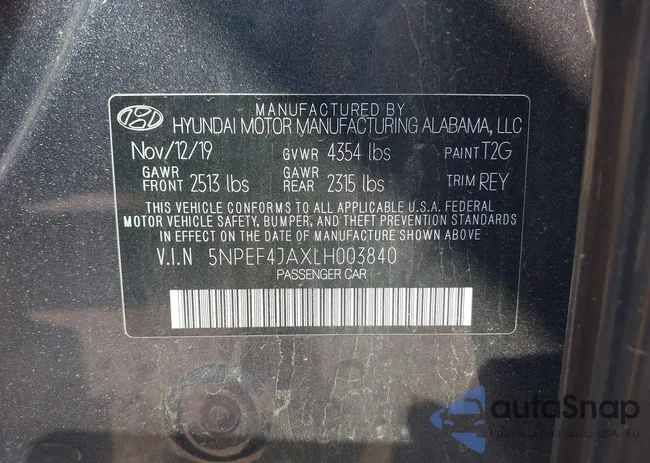 MANUFACTURED BY
HYUNDAI MOTOR MANUFACTURING ALABAMA, LLC
Nov/12/19 GVWR 4354 lbs PAINT T2G
GAWR FRONT 2513 lbs GAWR REAR 2315 lbs TRIM REY
THIS VEHICLE CONFORMS TO ALL APPLICABLE U.S.A. FEDERAL
MOTOR VEHICLE SAFETY, BUMPER, AND THEFT PREVENTION STANDARDS
IN EFFECT ON THE DATE OF MANUFACTURE SHOWN ABOVE
V.I.N 5NPEF4JAXLH003840
PASSENGER CAR
autoSnap